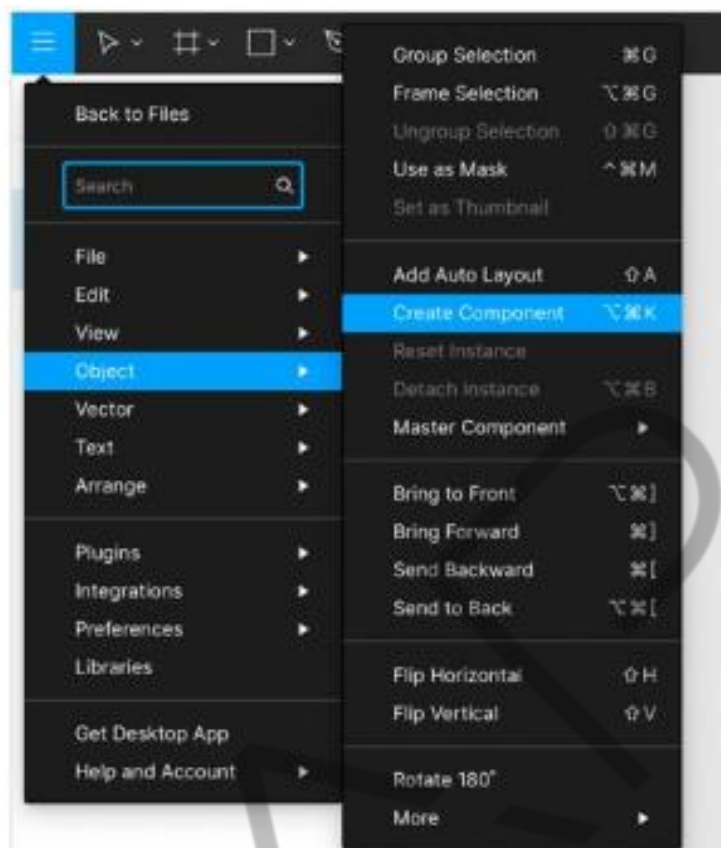 Back to Files
Search
File
Edit
View
Object
Vector
Text
Arrange
Plugins
Integrations
Preferences
Libraries
Get Desktop App
Help and Account
Group Selection ⌘G
Frame Selection ⌥⌘G
Ungroup Selection ⇧⌘G
Use as Mask ^⌘M
Set as Thumbnail
Add Auto Layout ⇧A
Create Component ⌥⌘K
Reset Instance
Detach Instance ⌥⌘B
Master Component
Bring to Front ⌥⌘]
Bring Forward ⌘]
Send Backward ⌘[
Send to Back ⌥⌘[
Flip Horizontal ⇧H
Flip Vertical ⇧V
Rotate 180°
More